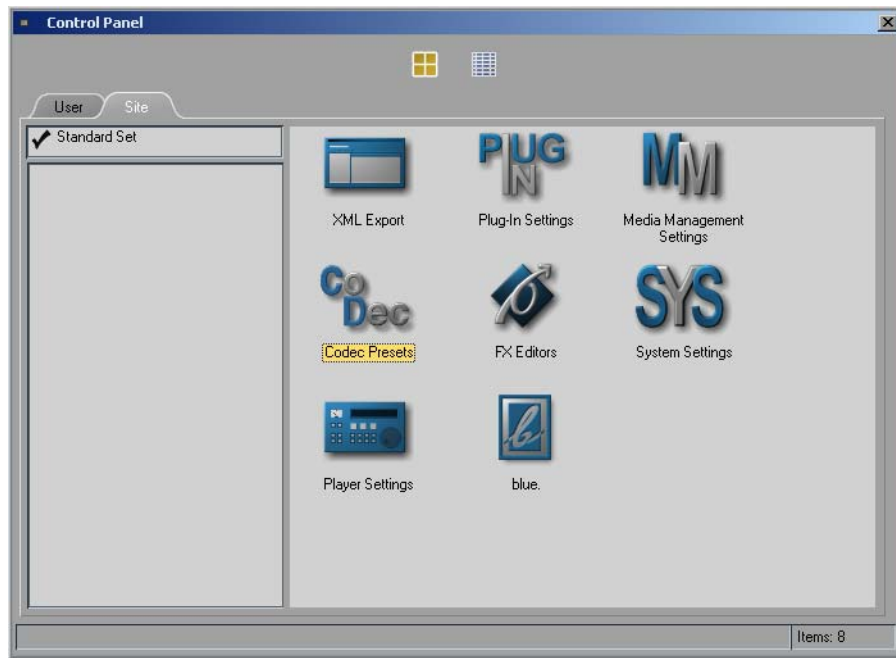 Control Panel
User
Site
Standard Set
PLUG
IN
MM
XML Export
Plug-In Settings
Media Management
Settings
Co
Dec
SYS
Codec Presets
FX Editors
System Settings
b
Player Settings
blue.
Items: 8